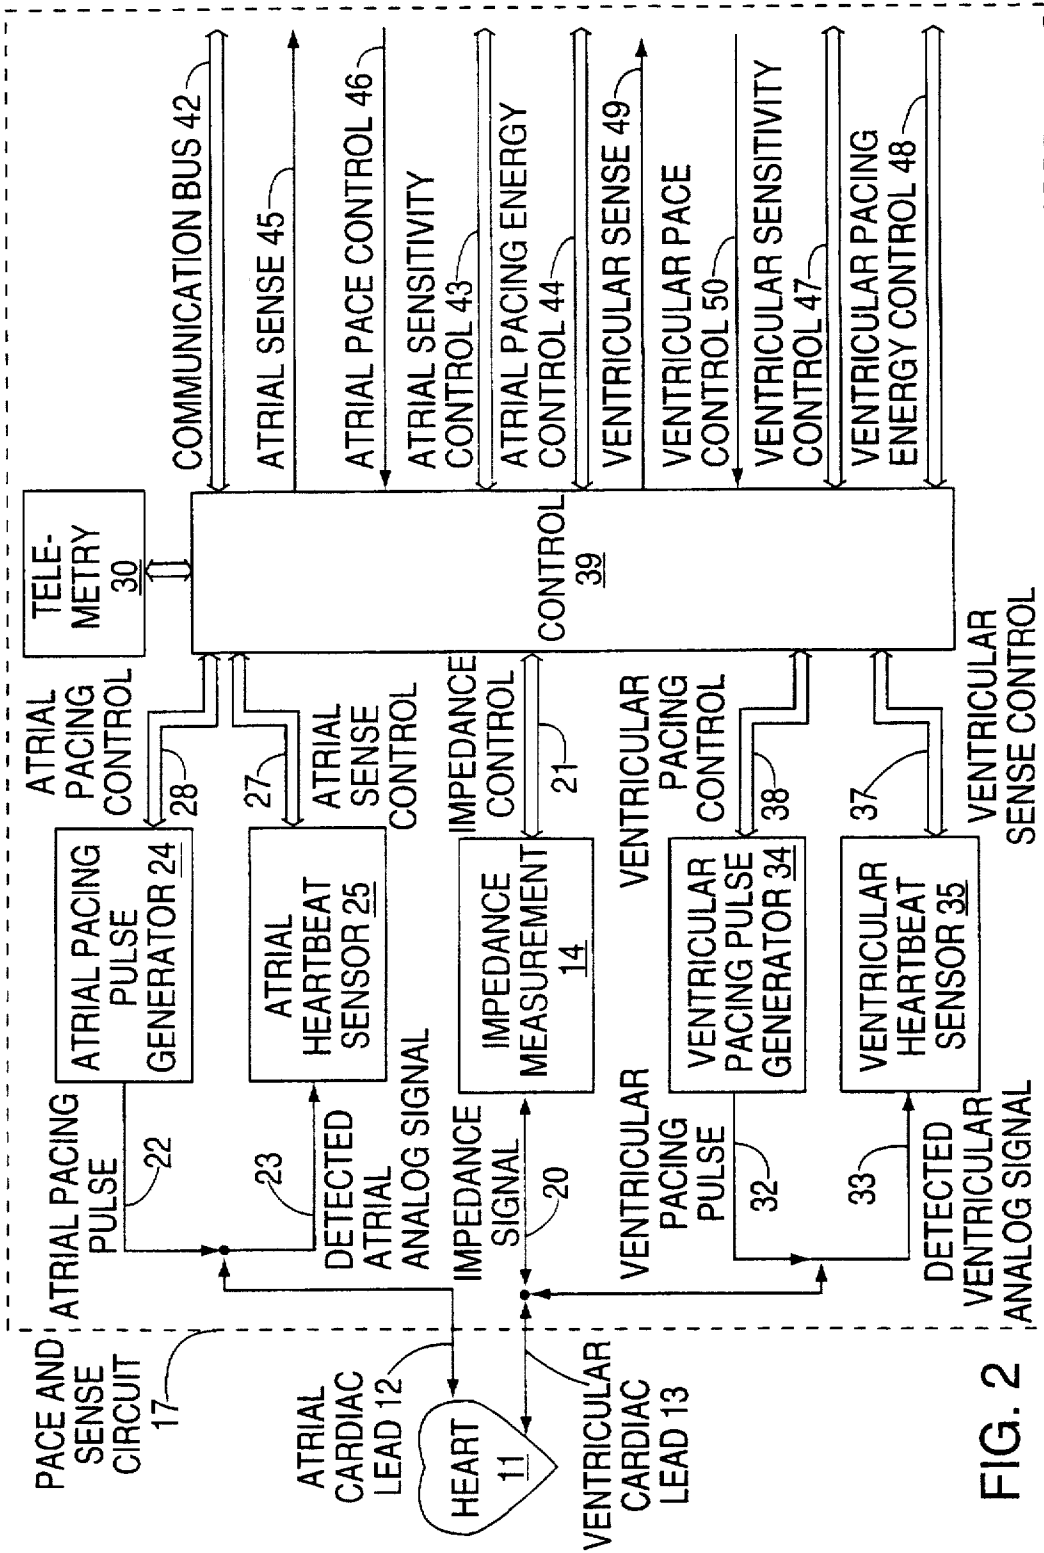 PACE AND
SENSE
CIRCUIT
17
ATRIAL PACING
PULSE
22
ATRIAL PACING
PULSE
GENERATOR 24
ATRIAL
PACING
CONTROL
28
TELE-
METRY
30
COMMUNICATION BUS 42
ATRIAL SENSE 45
ATRIAL PACE CONTROL 46
ATRIAL SENSITIVITY
CONTROL 43
ATRIAL PACING ENERGY
CONTROL 44
VENTRICULAR SENSE 49
VENTRICULAR PACE
CONTROL 50
VENTRICULAR SENSITIVITY
CONTROL 47
VENTRICULAR PACING
ENERGY CONTROL 48
23
DETECTED
ATRIAL
ANALOG SIGNAL
ATRIAL
HEARTBEAT
SENSOR 25
27
ATRIAL
SENSE
CONTROL
ATRIAL
CARDIAC
LEAD 12
HEART
11
VENTRICULAR
CARDIAC
LEAD 13
IMPEDANCE
SIGNAL
20
IMPEDANCE
MEASUREMENT
14
IMPEDANCE
CONTROL
21
CONTROL
39
VENTRICULAR
PACING
PULSE
32
VENTRICULAR
PACING PULSE
GENERATOR 34
VENTRICULAR
PACING
CONTROL
38
33
DETECTED
VENTRICULAR
ANALOG SIGNAL
VENTRICULAR
HEARTBEAT
SENSOR 35
37
VENTRICULAR
SENSE CONTROL
FIG. 2